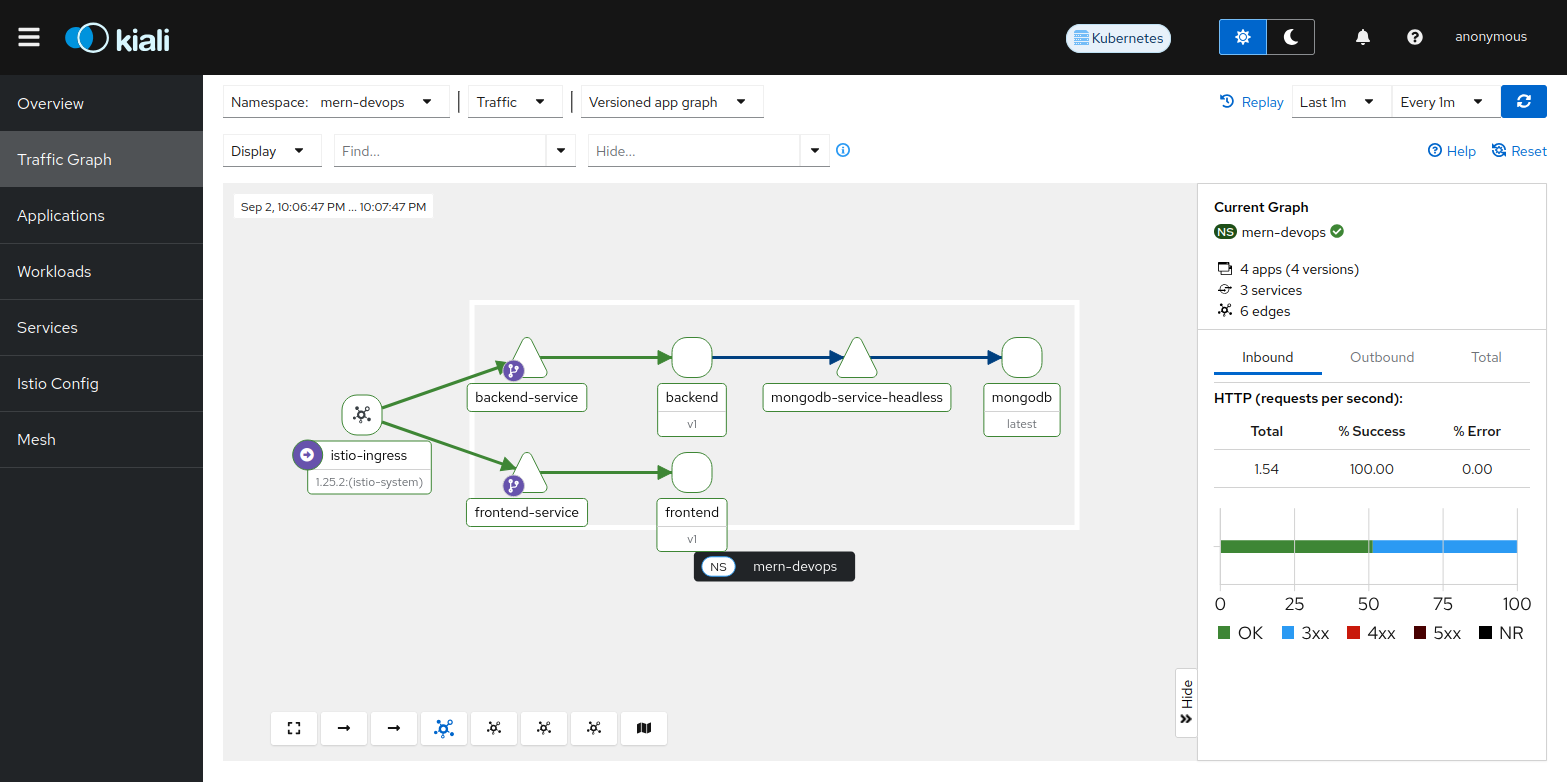 kiali
Kubernetes
anonymous
Overview
Traffic Graph
Applications
Workloads
Services
Istio Config
Mesh
Namespace: mern-devops
Traffic
Versioned app graph
Replay
Last 1m
Every 1m
Display
Find...
Hide...
Help
Reset
Sep 2, 10:06:47 PM ... 10:07:47 PM
backend-service
backend
v1
mongodb-service-headless
mongodb
latest
istio-ingress
1.25.2:(istio-system)
frontend-service
frontend
v1
NS mern-devops
Hide
Current Graph
NS mern-devops
4 apps (4 versions)
3 services
6 edges
Inbound Outbound Total
HTTP (requests per second):
Total % Success % Error
1.54 100.00 0.00
0 25 50 75 100
OK 3xx 4xx 5xx NR